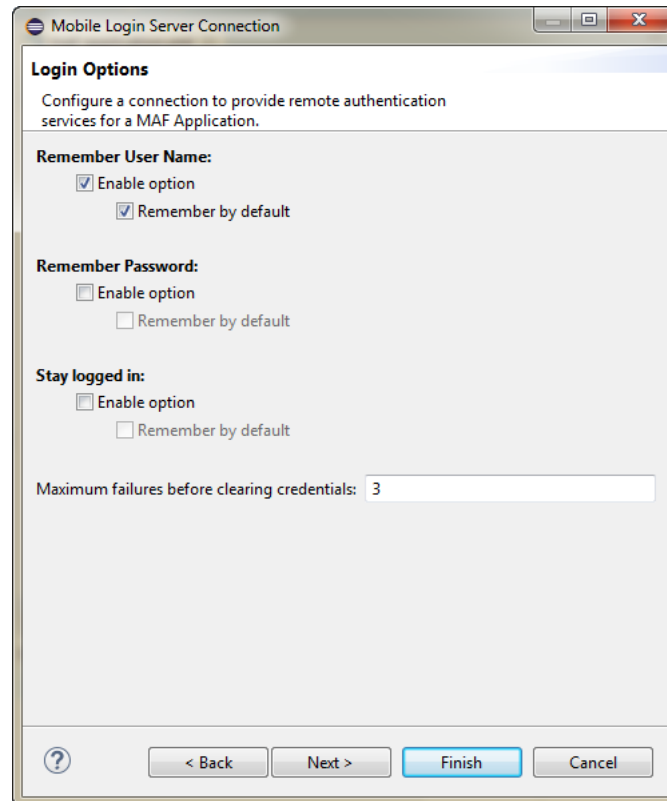 Mobile Login Server Connection
Login Options
Configure a connection to provide remote authentication
services for a MAF Application.
Remember User Name:
Enable option
Remember by default
Remember Password:
Enable option
Remember by default
Stay logged in:
Enable option
Remember by default
Maximum failures before clearing credentials: 3
? < Back Next > Finish Cancel